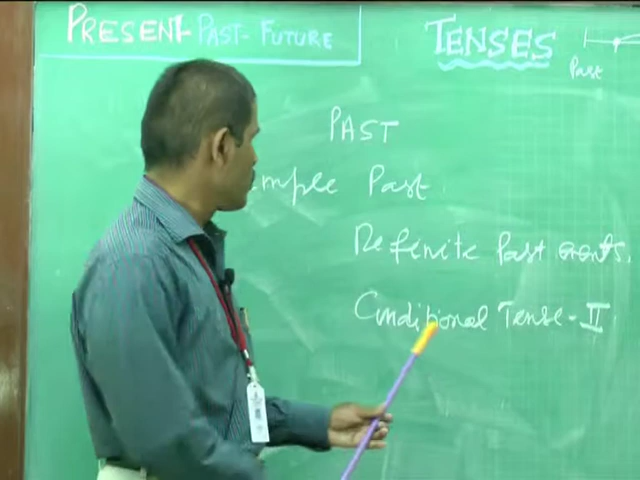 PRESENT-PAST-FUTURE
TENSES
Past
PAST
mple Past
Definite Past events.
Conditional Tense-II